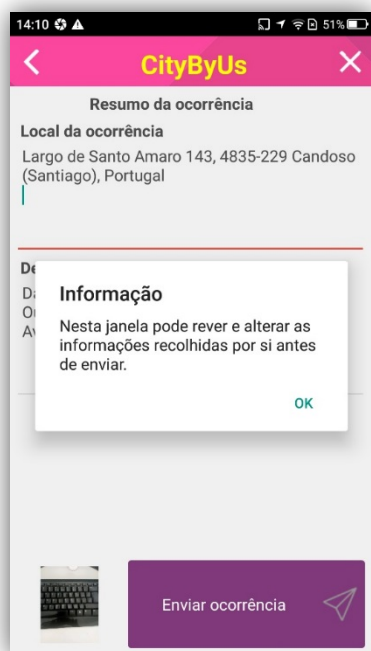 14:10 51%
CityByUs
Resumo da ocorrência
Local da ocorrência
Largo de Santo Amaro 143, 4835-229 Candoso
(Santiago), Portugal
Informação
Nesta janela pode rever e alterar as
informações recolhidas por si antes
de enviar.
OK
Enviar ocorrência